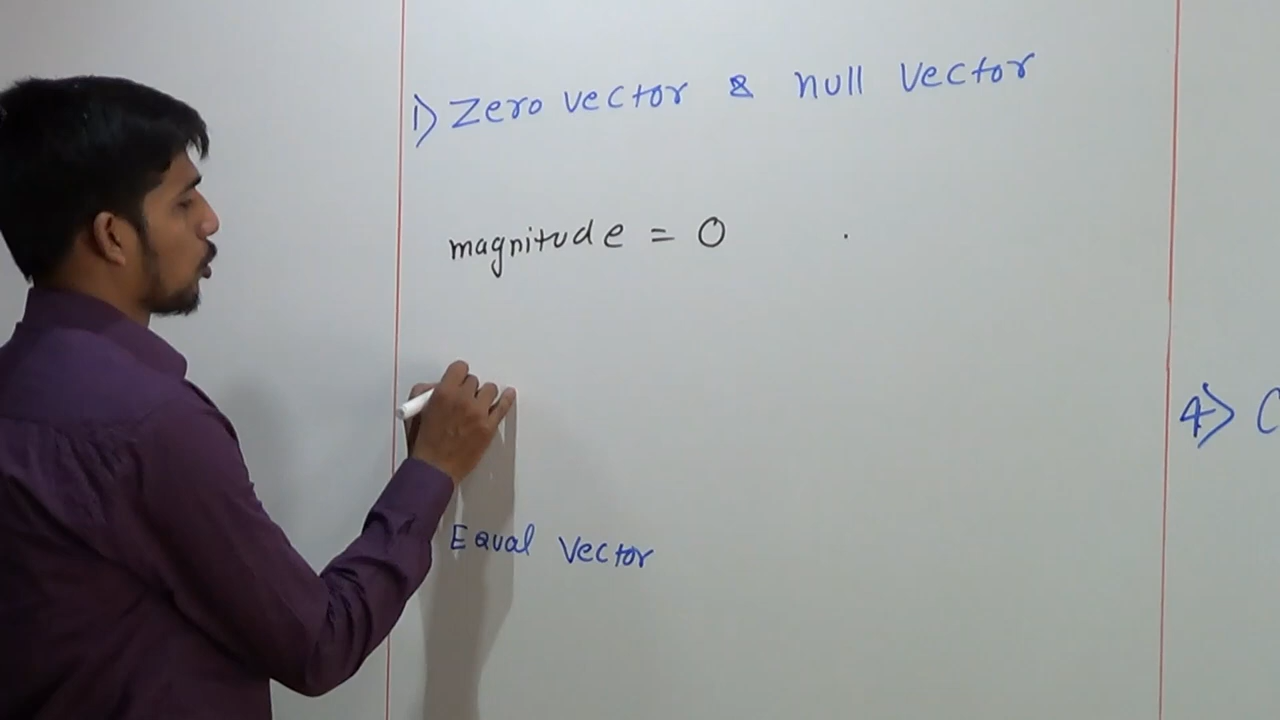 1) Zero vector & null vector
magnitude = 0
Equal vector
4) C